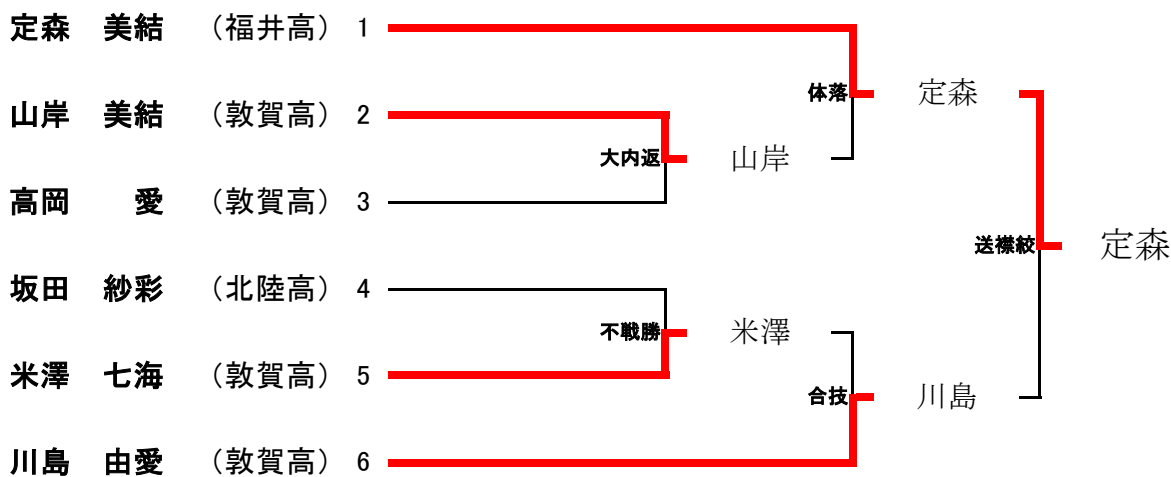 定森　美結　（福井高）　1
体落　定森
山岸　美結　（敦賀高）　2
大内返　山岸
高岡　　愛　（敦賀高）　3
送襟絞　定森
坂田　紗彩　（北陸高）　4
不戦勝　米澤
米澤　七海　（敦賀高）　5
合技　川島
川島　由愛　（敦賀高）　6